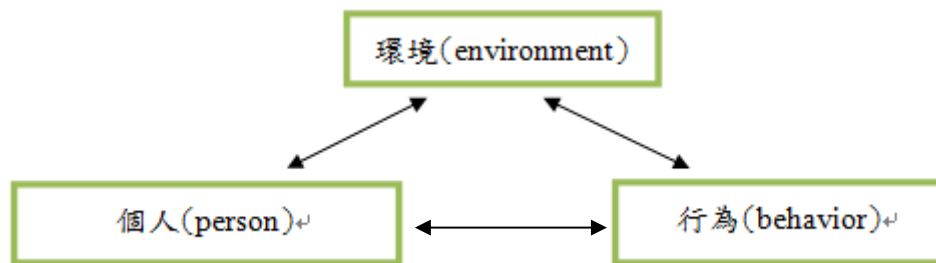 環境(environment)
個人(person)↵
行為(behavior)↵